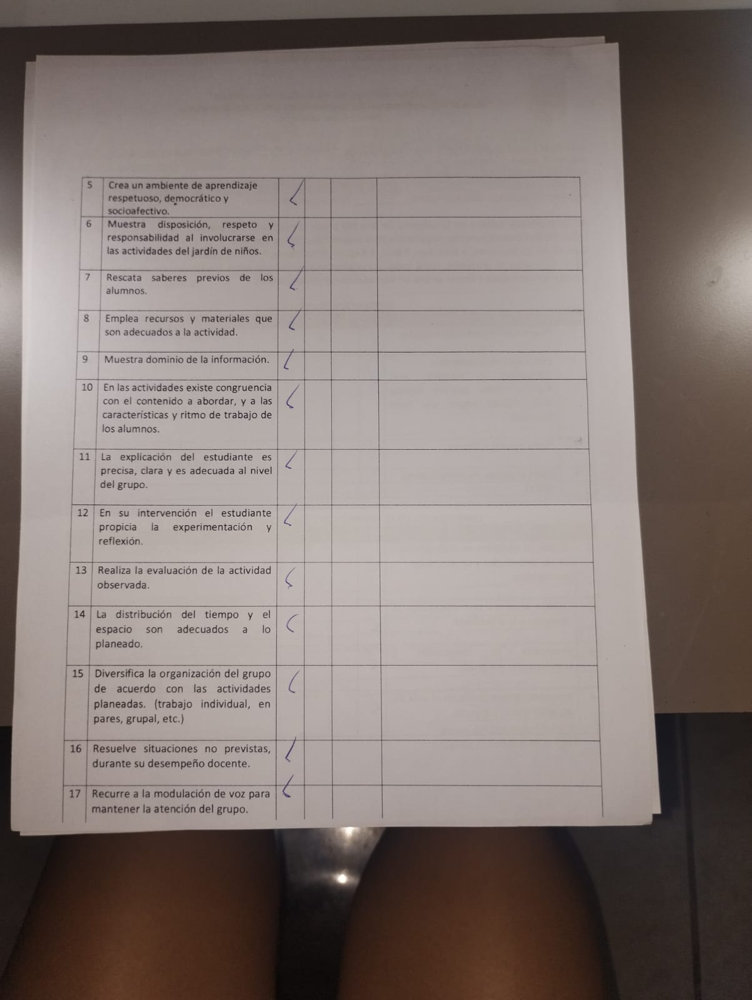 5 Crea un ambiente de aprendizaje
respetuoso, democrático y
socioafectivo.
6 Muestra disposición, respeto y
responsabilidad al involucrarse en
las actividades del jardín de niños.
7 Rescata saberes previos de los
alumnos.
8 Emplea recursos y materiales que
son adecuados a la actividad.
9 Muestra dominio de la información.
10 En las actividades existe congruencia
con el contenido a abordar, y a las
características y ritmo de trabajo de
los alumnos.
11 La explicación del estudiante es
precisa, clara y es adecuada al nivel
del grupo.
12 En su intervención el estudiante
propicia la experimentación y
reflexión.
13 Realiza la evaluación de la actividad
observada.
14 La distribución del tiempo y el
espacio son adecuados a lo
planeado.
15 Diversifica la organización del grupo
de acuerdo con las actividades
planeadas. (trabajo individual, en
pares, grupal, etc.)
16 Resuelve situaciones no previstas,
durante su desempeño docente.
17 Recurre a la modulación de voz para
mantener la atención del grupo.